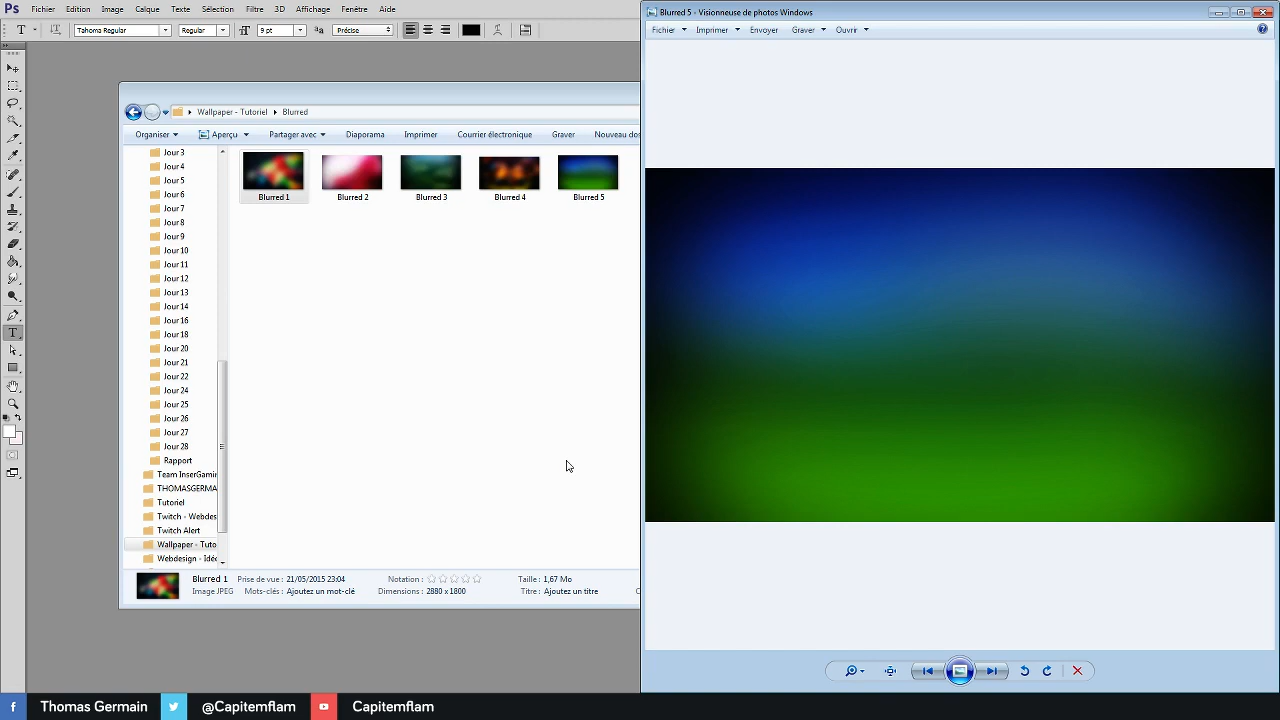 Ps Fichier Edition Image Calque Texte Sélection Filtre 3D Affichage Fenêtre Aide
T Tahoma Regular Regular 9 pt Précise
Blurred 5 - Visionneuse de photos Windows
Fichier Imprimer Envoyer Graver Ouvrir
Wallpaper - Tutoriel Blurred
Organiser Aperçu Partager avec Diaporama Imprimer Courrier électronique Graver Nouveau dos
Jour 3
Jour 4
Jour 5
Jour 6
Jour 7
Jour 8
Jour 9
Jour 10
Jour 11
Jour 12
Jour 13
Jour 14
Jour 16
Jour 18
Jour 20
Jour 21
Jour 22
Jour 24
Jour 25
Jour 26
Jour 27
Jour 28
Rapport
Team InserGamin
THOMASGERMA
Tutoriel
Twitch - Webdes
Twitch Alert
Wallpaper - Tuto
Webdesign - Idé
Blurred 1 Blurred 2 Blurred 3 Blurred 4 Blurred 5
Blurred 1 Prise de vue : 21/05/2015 23:04 Notation : Taille : 1,67 Mo
Image JPEG Mots-clés : Ajoutez un mot-clé Dimensions : 2880 x 1800 Titre : Ajoutez un titre
Thomas Germain @Capitemflam Capitemflam